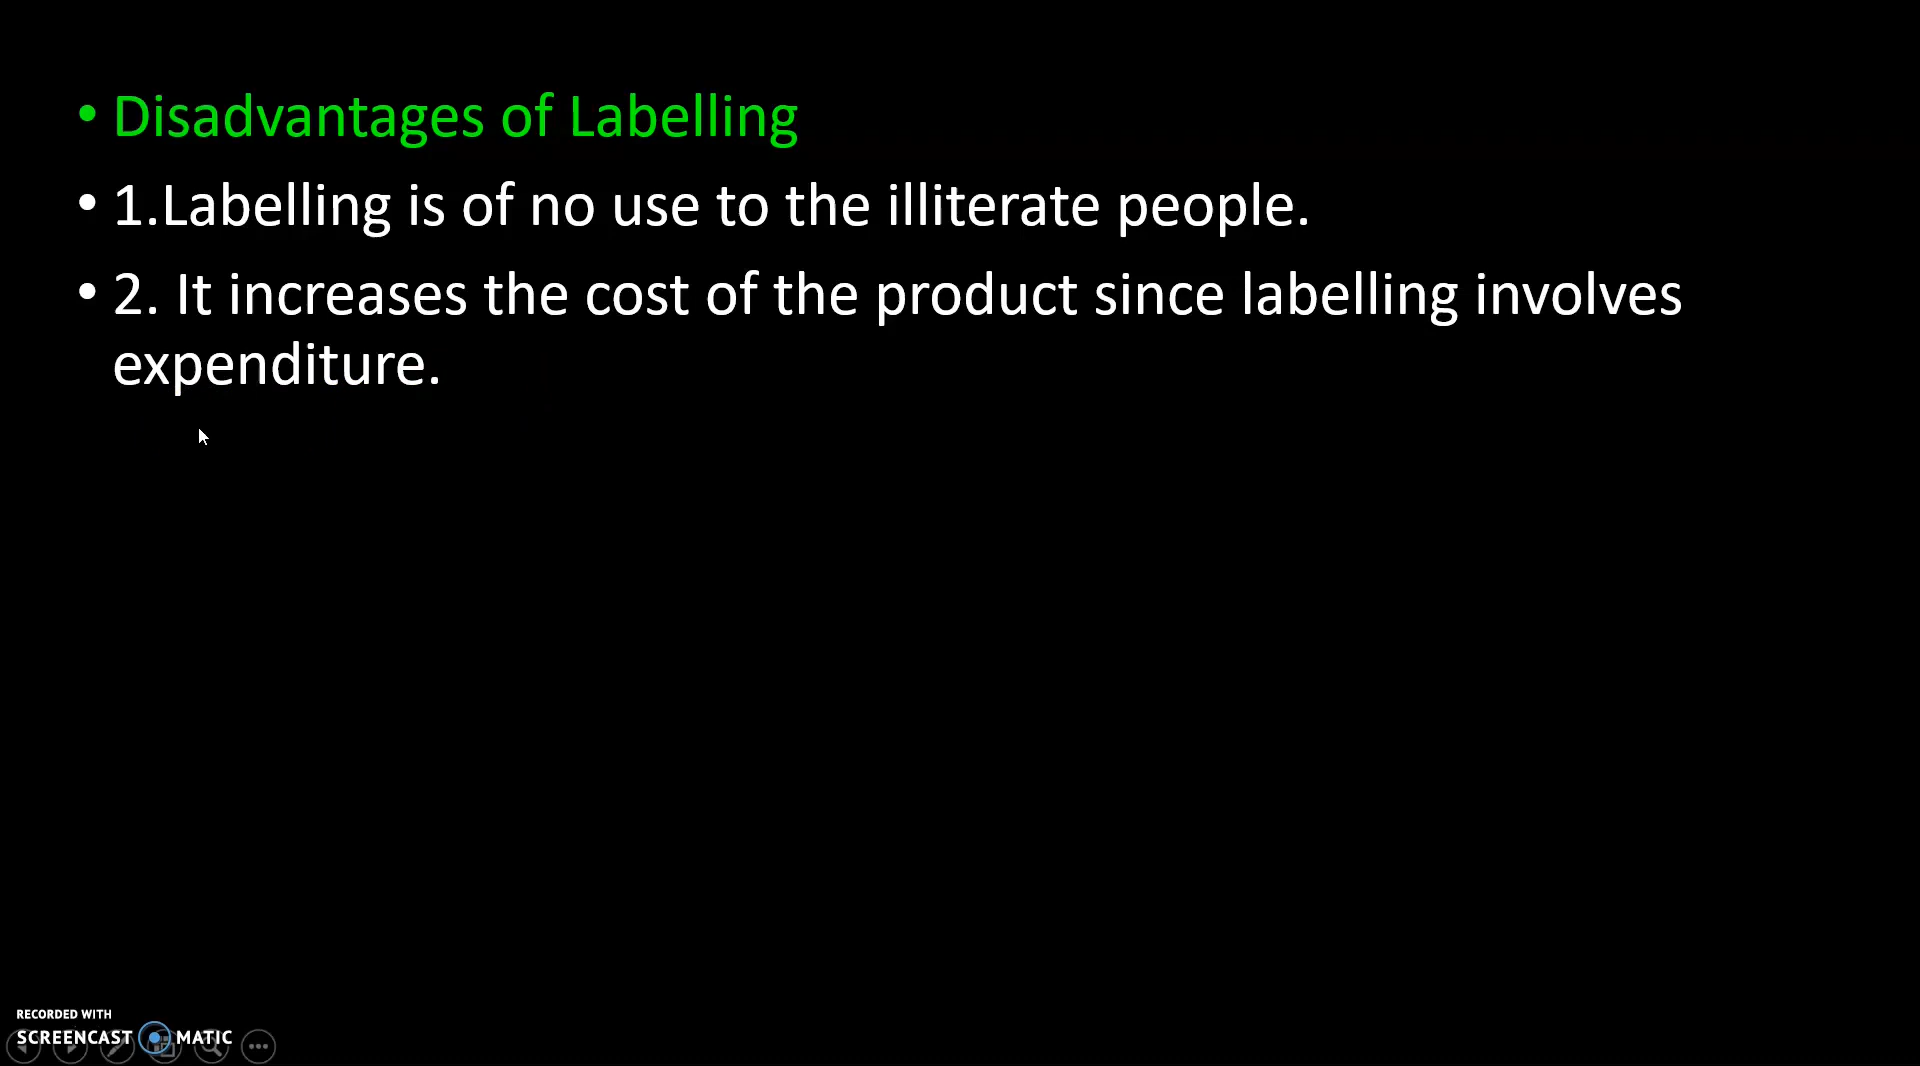 • Disadvantages of Labelling
• 1.Labelling is of no use to the illiterate people.
• 2. It increases the cost of the product since labelling involves
expenditure.
RECORDED WITH
SCREENCAST MATIC